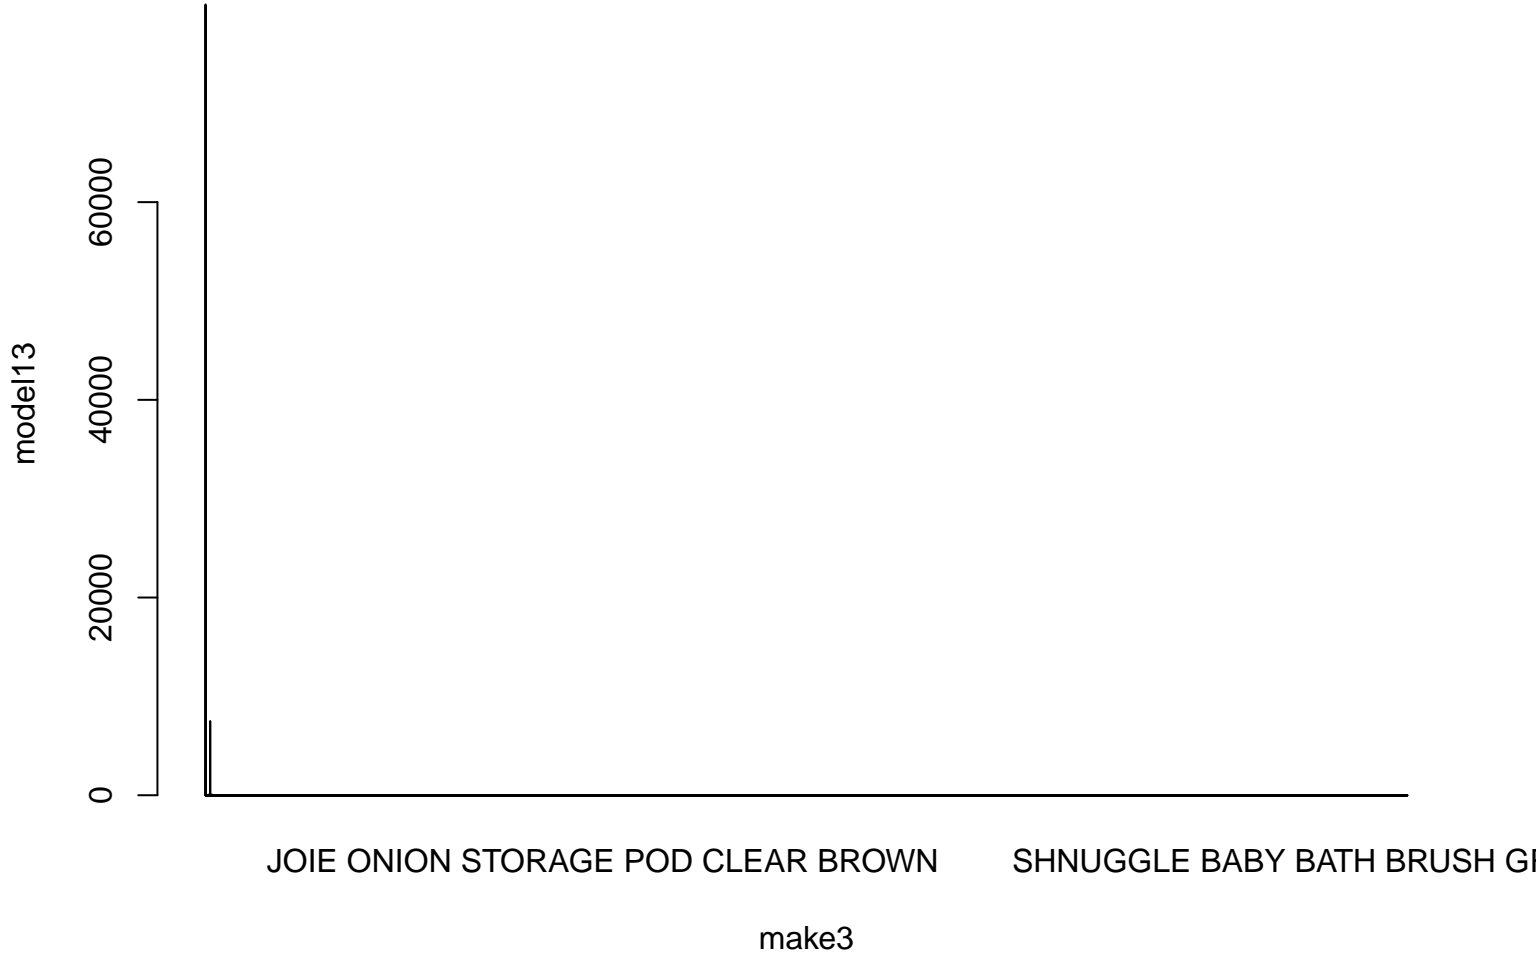 model13
60000
40000
20000
0
JOIE ONION STORAGE POD CLEAR BROWN
SHNUGGLE BABY BATH BRUSH
make3